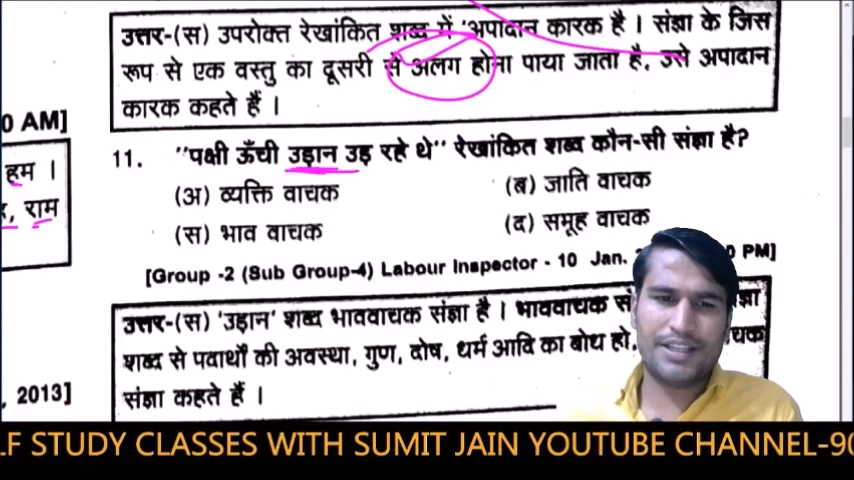 उत्तर-(स) उपरोक्त रेखांकित शब्द में 'अपादान कारक है । संज्ञा के जिस
रूप से एक वस्तु का दूसरी से अलग होना पाया जाता है, उसे अपादान
कारक कहते हैं ।
0 AM]
हम ।
राम
, 2013]
11. "पक्षी ऊँची उड़ान उड़ रहे थे" रेखांकित शब्द कौन-सी संज्ञा है?
(अ) व्यक्ति वाचक (ब) जाति वाचक
(स) भाव वाचक (द) समूह वाचक
[Group -2 (Sub Group-4) Labour Inspector - 10 Jan. PM]
उत्तर-(स) 'उड़ान' शब्द भाववाचक संज्ञा है । भाववाचक
शब्द से पदार्थों की अवस्था, गुण, दोष, धर्म आदि का बोध हो,
संज्ञा कहते हैं ।
LF STUDY CLASSES WITH SUMIT JAIN YOUTUBE CHANNEL-90